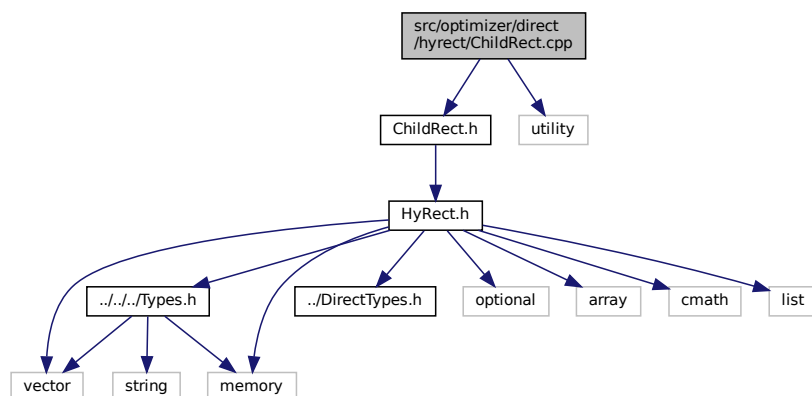 src/optimizer/direct
/hyrect/ChildRect.cpp
ChildRect.h
utility
HyRect.h
../../../Types.h
../DirectTypes.h
optional
array
cmath
list
vector
string
memory